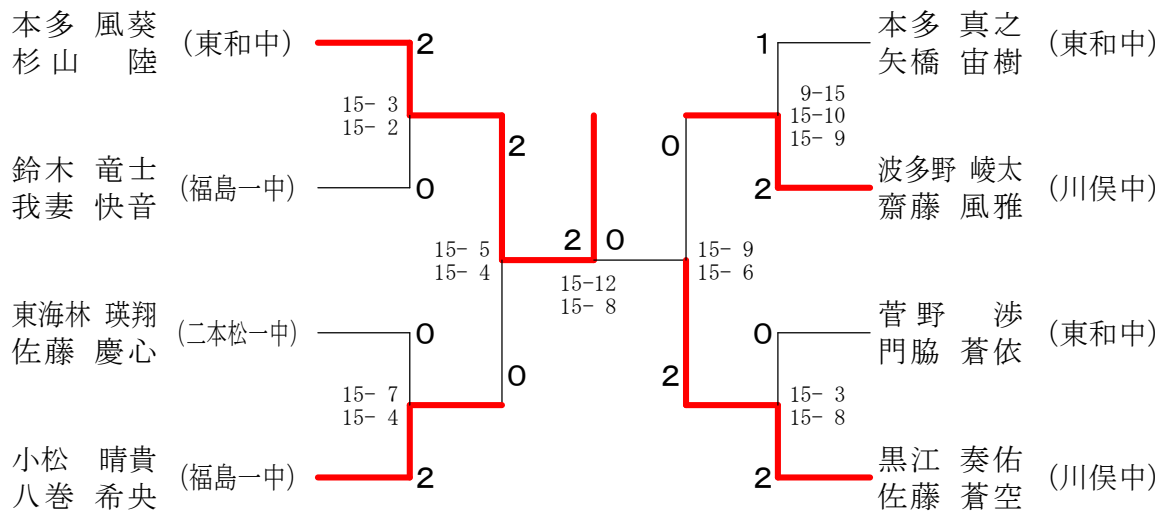 本多 風葵
杉山 陸
(東和中)
2
15- 3
15- 2
鈴木 竜士
我妻 快音
(福島一中)
0
2
15- 5
15- 4
東海林 瑛翔
佐藤 慶心
(二本松一中)
0
15- 7
15- 4
小松 晴貴
八巻 希央
(福島一中)
2
0
2
0
15-12
15- 8
本多 真之
矢橋 宙樹
(東和中)
1
9-15
15-10
15- 9
波多野 崚太
齋藤 風雅
(川俣中)
2
0
15- 9
15- 6
菅野 渉
門脇 蒼依
(東和中)
0
15- 3
15- 8
黒江 奏佑
佐藤 蒼空
(川俣中)
2
2